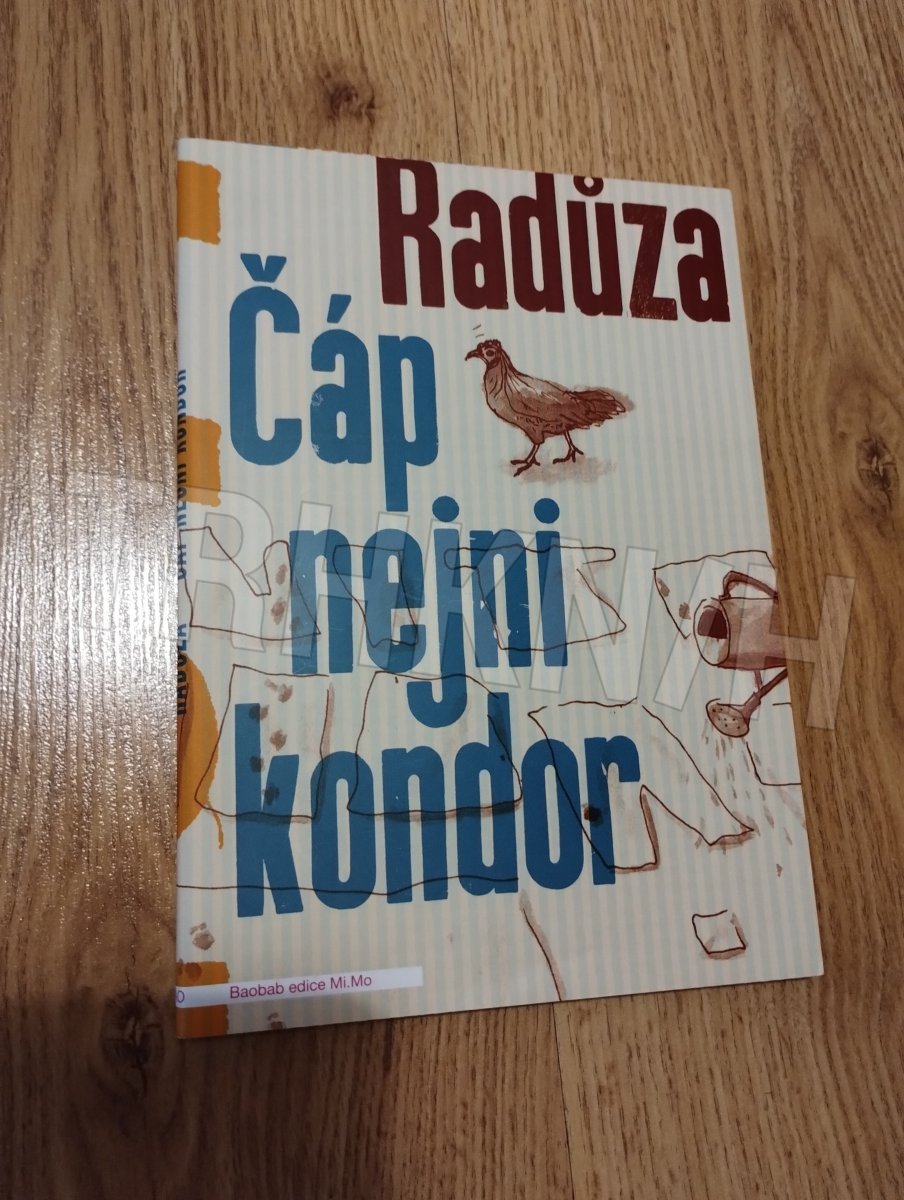 Radůza
Čáp
nejni
kondor
Baobab edice Mi.Mo